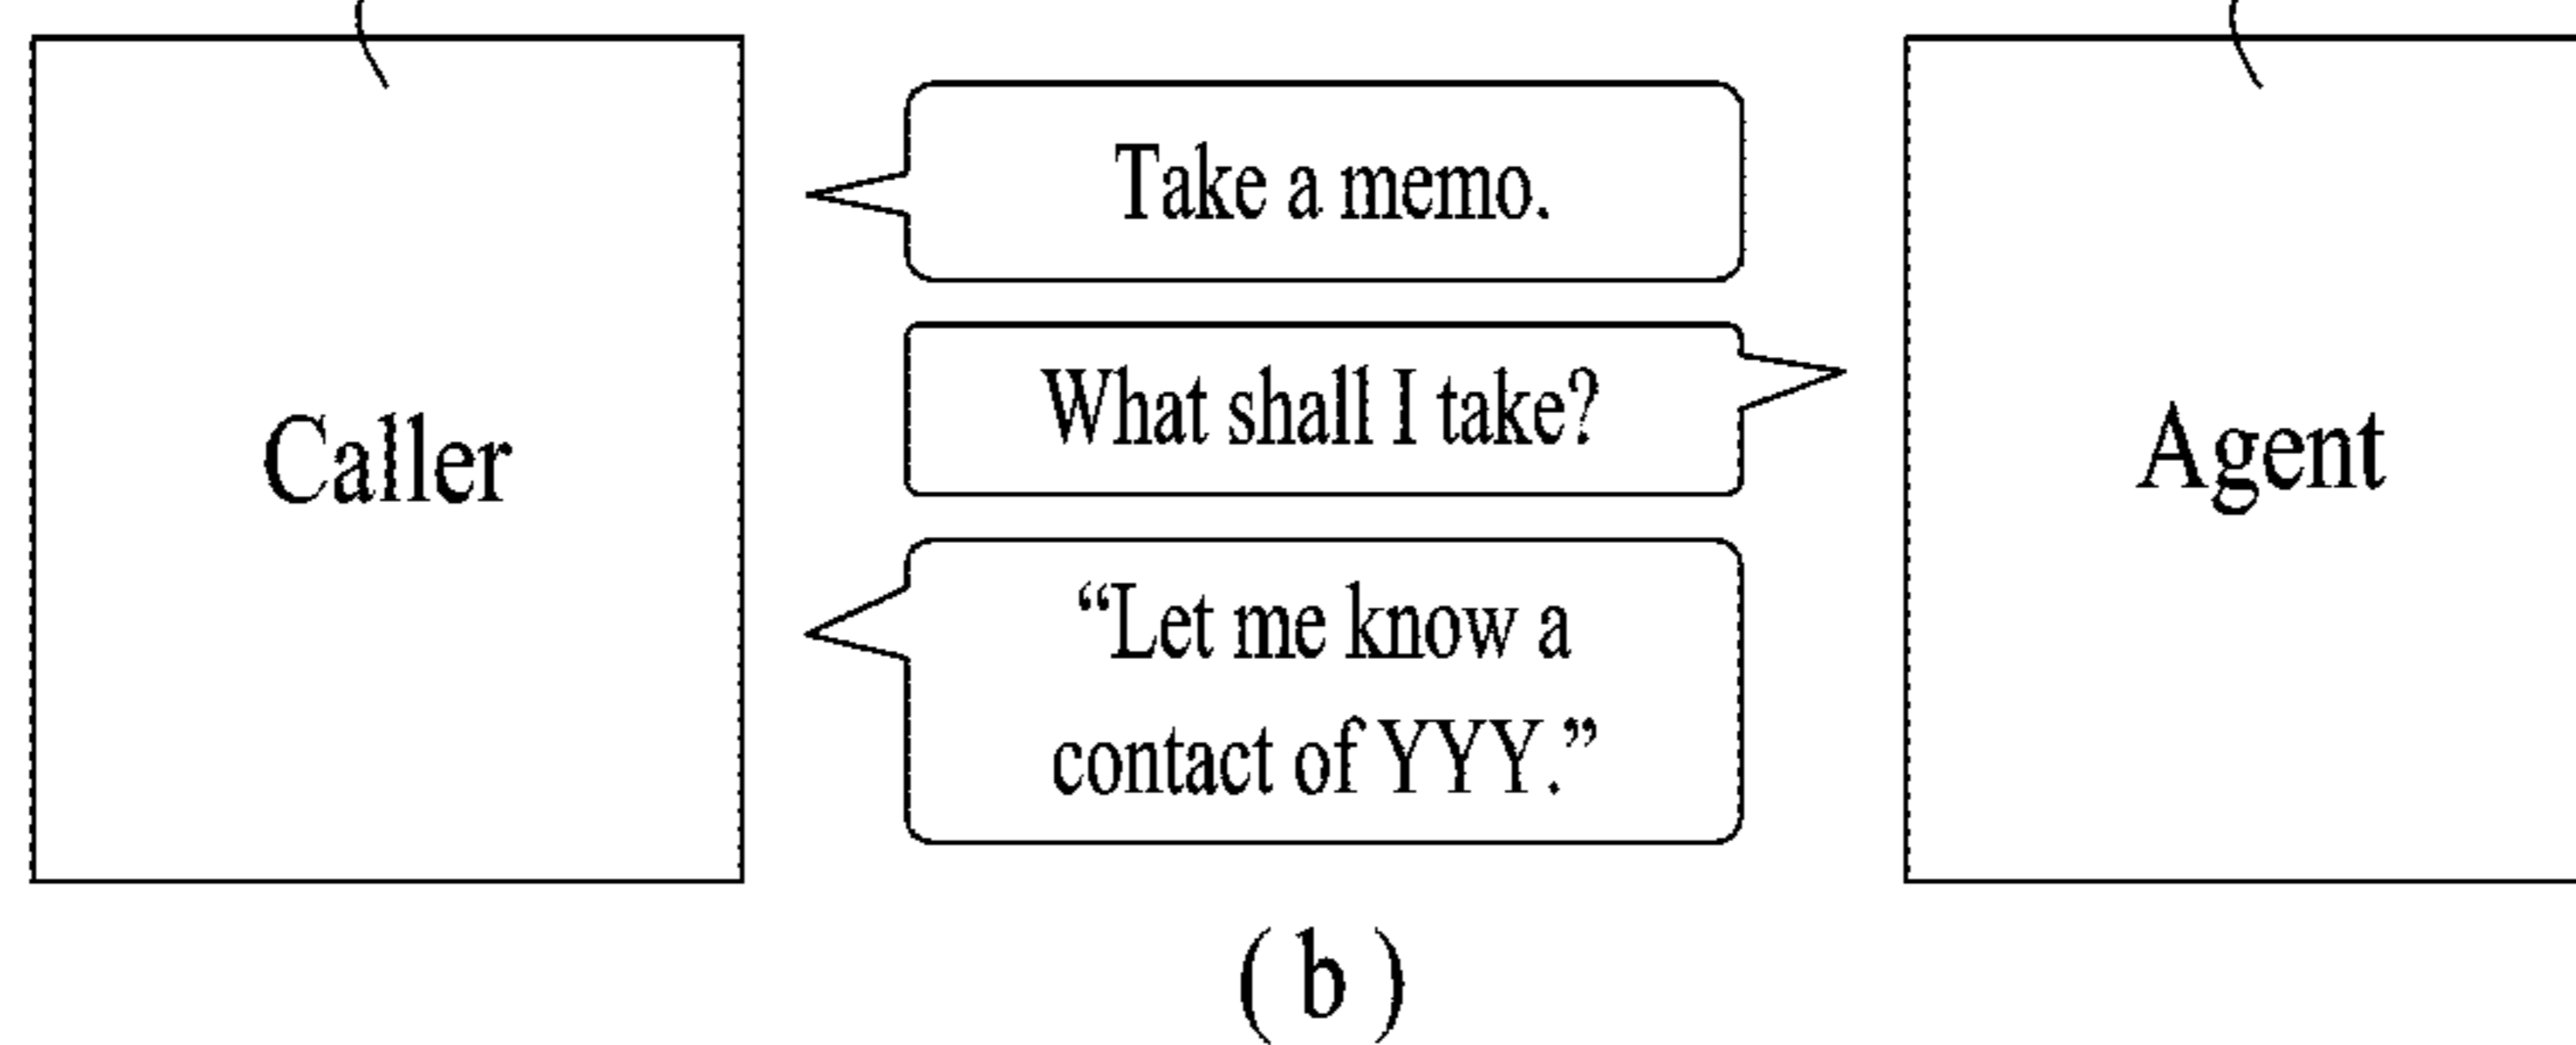 Take a memo.
What shall I take?
Caller
Agent
“Let me know a
contact of YYY.”
( b )